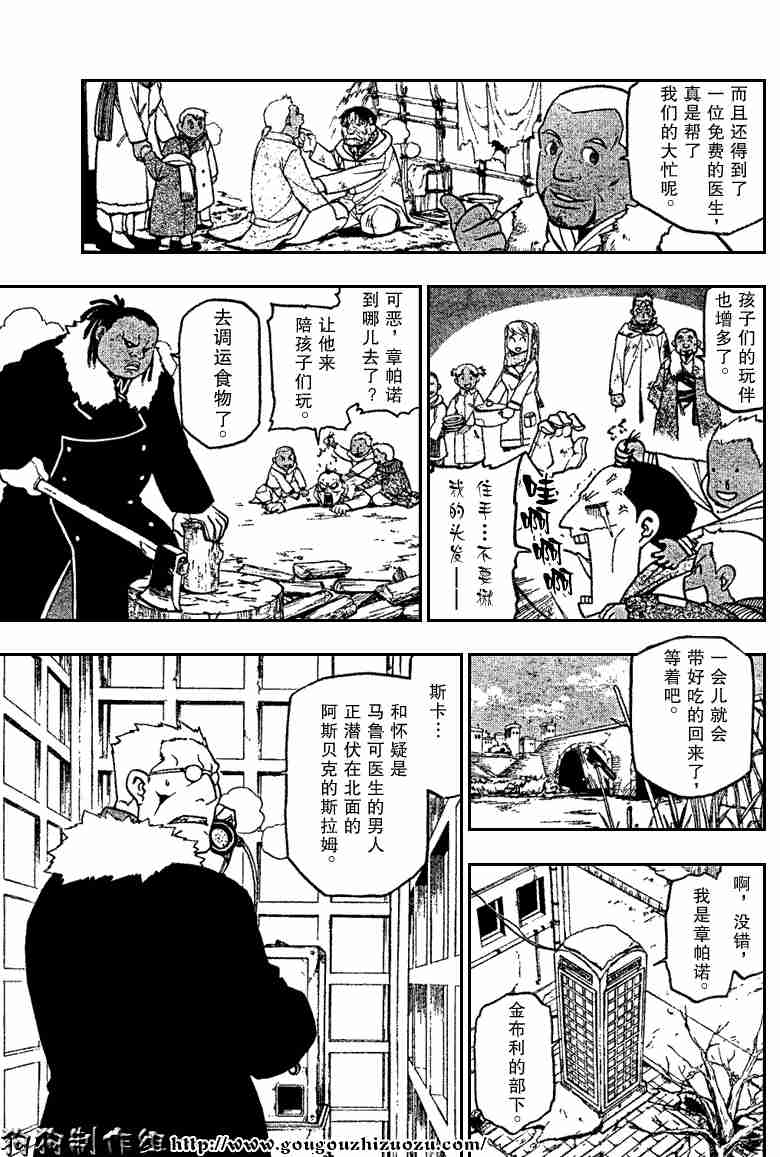 而且还得到了
一位免费的医生，
真是帮了
我们的大忙呢。
孩子们的玩伴
也增多了。
哇啊啊啊
住手…不要揪
我的头发——
可恶，章帕诺
到哪儿去了？
让他来
陪孩子们玩。
去调运食物了。
一会儿就会
带好吃的回来了，
等着吧。
啊，没错，
我是章帕诺。
金布利的部下。
斯卡…
和怀疑是
马鲁可医生的男人
正潜伏在北面的
阿斯贝克的斯拉姆。
狗狗制作组 http://www.gougouzhizuozu.com/